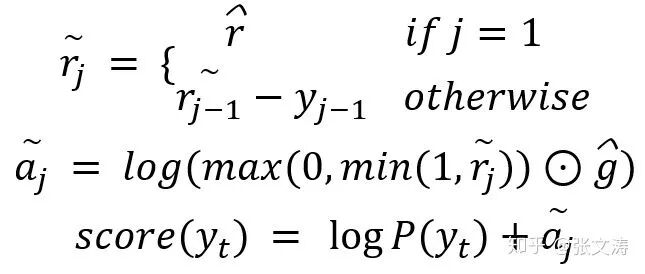 r̃_j = { r̂ if j = 1
r̃_{j-1} − y_{j-1} otherwise
ã_j = log(max(0, min(1, r̃_j)) ⊙ ĝ)
score(y_t) = log P(y_t) + ã_j
知乎 @张文涛